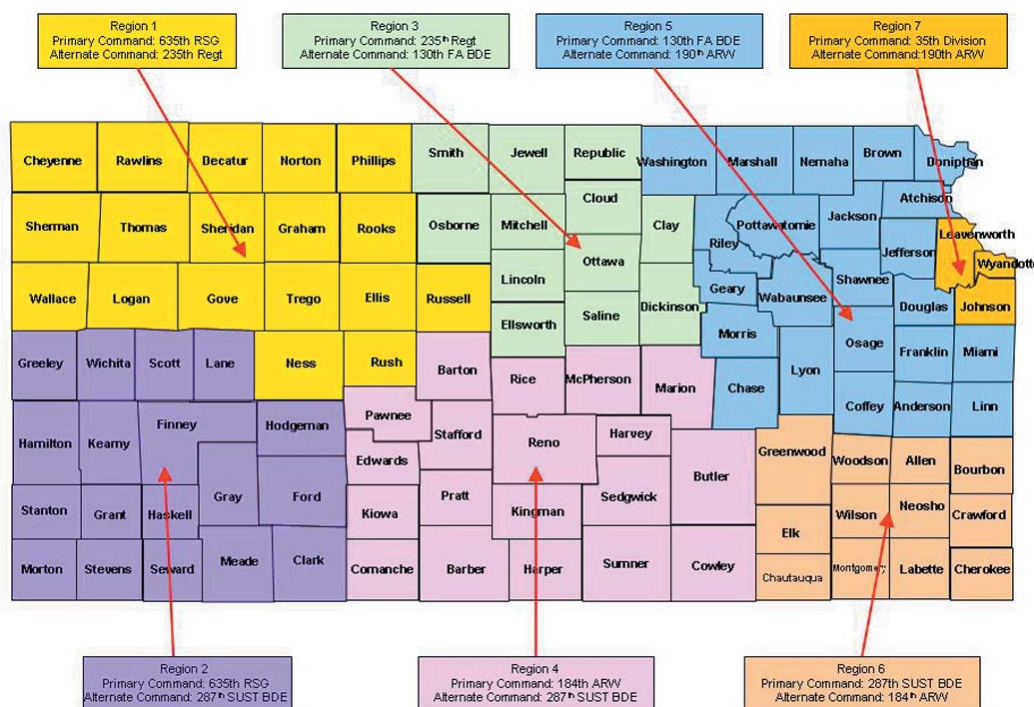 Region 1
Primary Command: 635th RSG
Alternate Command: 235th Regt
Region 3
Primary Command: 235th Regt
Alternate Command: 130th FA BDE
Region 5
Primary Command: 130th FA BDE
Alternate Command: 190th ARW
Region 7
Primary Command: 35th Division
Alternate Command:190th ARW
Cheyenne
Rawlins
Decatur
Norton
Phillips
Smith
Jewell
Republic
Washington
Marshall
Nemaha
Brown
Doniphan
Sherman
Thomas
Sheridan
Graham
Rooks
Osborne
Mitchell
Cloud
Clay
Riley
Pottawatomie
Jackson
Atchison
Jefferson
Leavenworth
Wyandotte
Wallace
Logan
Gove
Trego
Ellis
Russell
Lincoln
Ottawa
Ellsworth
Saline
Dickinson
Geary
Wabaunsee
Shawnee
Douglas
Johnson
Greeley
Wichita
Scott
Lane
Ness
Rush
Barton
Rice
McPherson
Marion
Morris
Chase
Lyon
Osage
Franklin
Miami
Coffey
Anderson
Linn
Hamilton
Kearny
Finney
Hodgeman
Pawnee
Stafford
Edwards
Reno
Harvey
Butler
Greenwood
Woodson
Allen
Bourbon
Stanton
Grant
Haskell
Gray
Ford
Kiowa
Pratt
Kingman
Sedgwick
Elk
Wilson
Neosho
Crawford
Morton
Stevens
Seward
Meade
Clark
Comanche
Barber
Harper
Sumner
Cowley
Chautauqua
Montgomery
Labette
Cherokee
Region 2
Primary Command: 635th RSG
Alternate Command: 287th SUST BDE
Region 4
Primary Command: 184th ARW
Alternate Command: 287th SUST BDE
Region 6
Primary Command: 287th SUST BDE
Alternate Command: 184th ARW